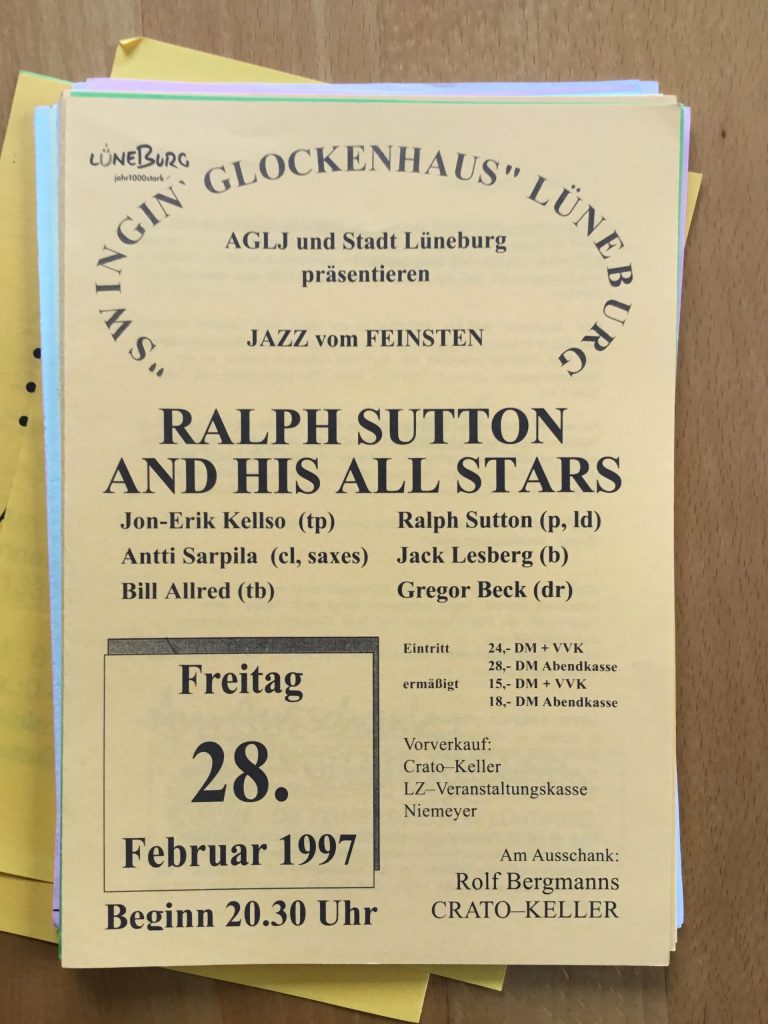 LÜNEBURG
jahr1000stark
"SWINGIN` GLOCKENHAUS" LÜNEBURG
AGLJ und Stadt Lüneburg
präsentieren
JAZZ vom FEINSTEN
RALPH SUTTON
AND HIS ALL STARS
Jon-Erik Kellso (tp)
Antti Sarpila (cl, saxes)
Bill Allred (tb)
Ralph Sutton (p, ld)
Jack Lesberg (b)
Gregor Beck (dr)
Freitag
28.
Februar 1997
Beginn 20.30 Uhr
Eintritt 24,- DM + VVK
28,- DM Abendkasse
ermäßigt 15,- DM + VVK
18,- DM Abendkasse
Vorverkauf:
Crato–Keller
LZ–Veranstaltungskasse
Niemeyer
Am Ausschank:
Rolf Bergmanns
CRATO–KELLER